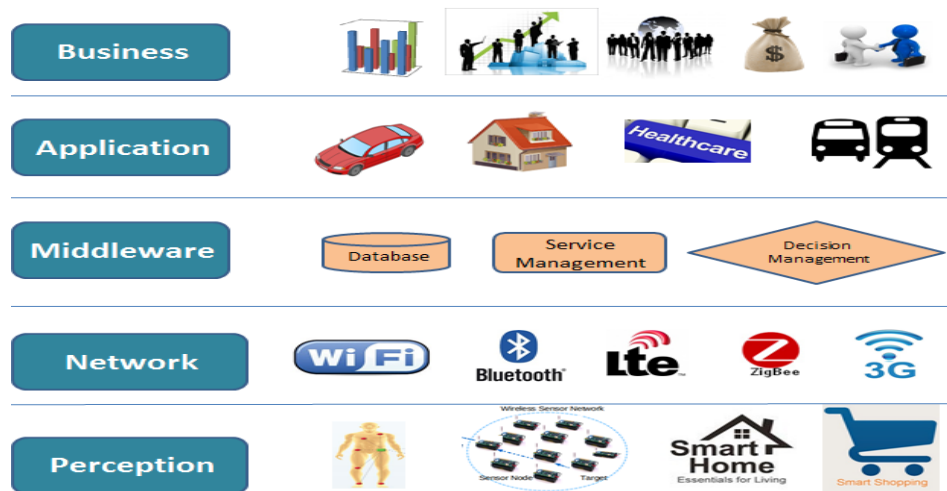 Business
$
Application
Healthcare
Middleware
Database
Service
Management
Decision
Management
Network
Wi Fi
Bluetooth
Lte
ZigBee
3G
Perception
Wireless Sensor Network
Sensor Node
Target
Smart
Home
Essentials for Living
Smart Shopping